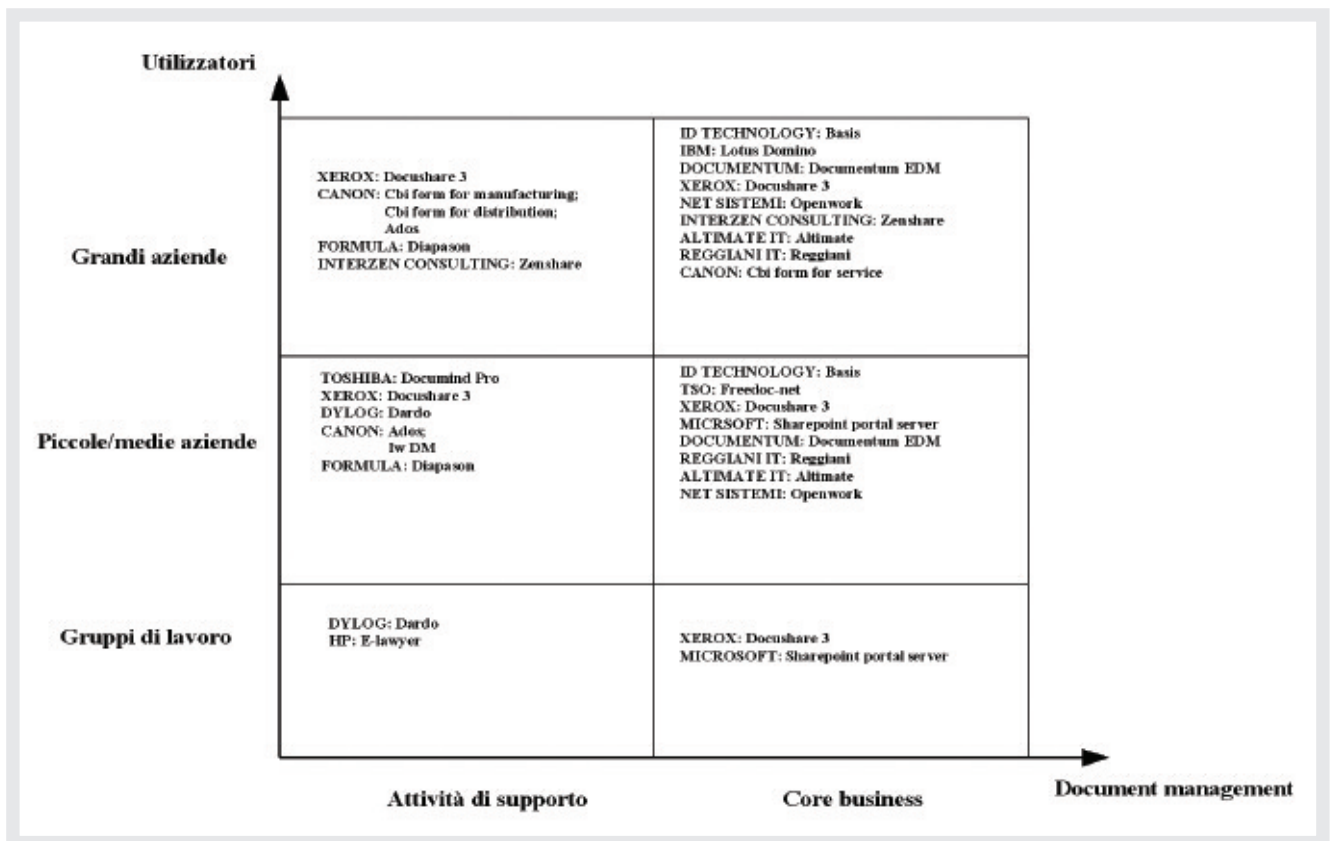 Utilizzatori
Grandi aziende
XEROX: Docushare 3
CANON: Cbi form for manufacturing;
Cbi form for distribution;
Ados
FORMULA: Diapason
INTERZEN CONSULTING: Zenshare
ID TECHNOLOGY: Basis
IBM: Lotus Domino
DOCUMENTUM: Documentum EDM
XEROX: Docushare 3
NET SISTEMI: Openwork
INTERZEN CONSULTING: Zenshare
ALTIMATE IT: Altimate
REGGIANI IT: Reggiani
CANON: Cbi form for service
Piccole/medie aziende
TOSHIBA: Documind Pro
XEROX: Docushare 3
DYLOG: Dardo
CANON: Ados;
Iw DM
FORMULA: Diapason
ID TECHNOLOGY: Basis
TSO: Freedoc-net
XEROX: Docushare 3
MICRSOFT: Sharepoint portal server
DOCUMENTUM: Documentum EDM
REGGIANI IT: Reggiani
ALTIMATE IT: Altimate
NET SISTEMI: Openwork
Gruppi di lavoro
DYLOG: Dardo
HP: E-lawyer
XEROX: Docushare 3
MICROSOFT: Sharepoint portal server
Attività di supporto
Core business
Document management